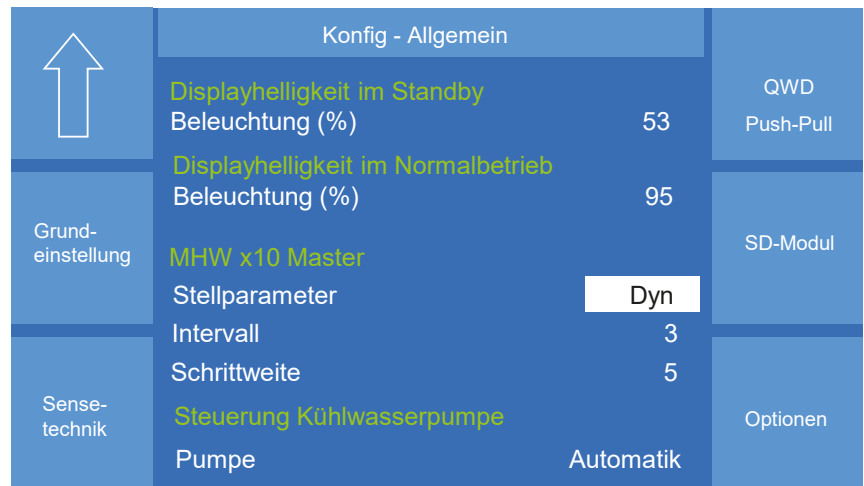 Konfig - Allgemein
Displayhelligkeit im Standby
Beleuchtung (%) 53
Displayhelligkeit im Normalbetrieb
Beleuchtung (%) 95
MHW x10 Master
Stellparameter Dyn
Intervall 3
Schrittweite 5
Steuerung Kühlwasserpumpe
Pumpe Automatik
Grund-
einstellung
Sense-
technik
QWD
Push-Pull
SD-Modul
Optionen